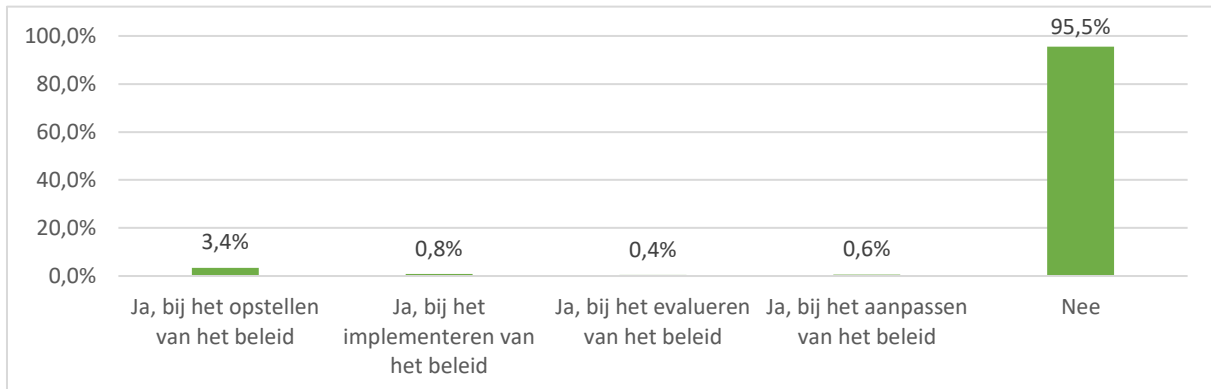 95,5%
100,0%
80,0%
60,0%
40,0%
20,0%
0,0%
3,4%
0,8%
0,4%
0,6%
Ja, bij het opstellen
van het beleid
Ja, bij het
implementeren van
het beleid
Ja, bij het evalueren
van het beleid
Ja, bij het aanpassen
van het beleid
Nee